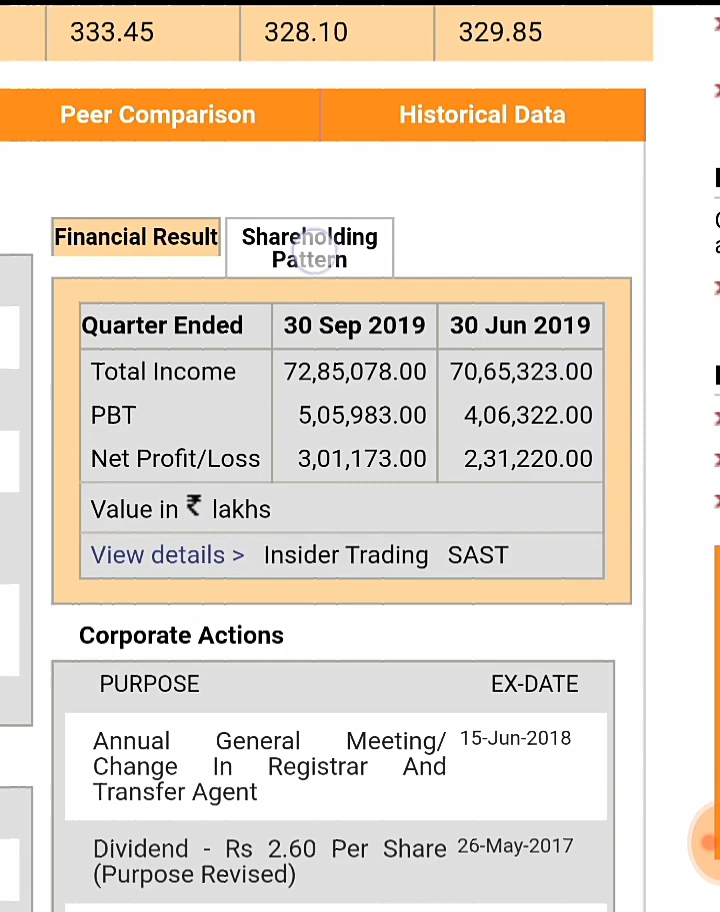 333.45 328.10 329.85
Peer Comparison Historical Data
Financial Result Shareholding
Pattern
Quarter Ended 30 Sep 2019 30 Jun 2019
Total Income 72,85,078.00 70,65,323.00
PBT 5,05,983.00 4,06,322.00
Net Profit/Loss 3,01,173.00 2,31,220.00
Value in ₹ lakhs
View details > Insider Trading SAST
Corporate Actions
PURPOSE EX-DATE
Annual General Meeting/ 15-Jun-2018
Change In Registrar And
Transfer Agent
Dividend - Rs 2.60 Per Share 26-May-2017
(Purpose Revised)